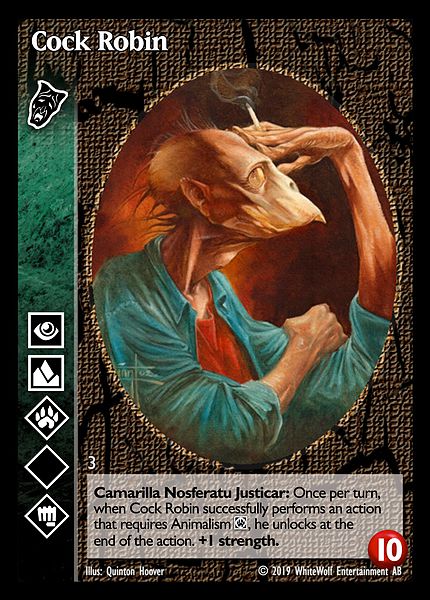 Cock Robin
3
Camarilla Nosferatu Justicar: Once per turn,
when Cock Robin successfully performs an action
that requires Animalism, he unlocks at the
end of the action. +1 strength.
10
Illus: Quinton Hoover
© 2019 WhiteWolf Entertainment AB